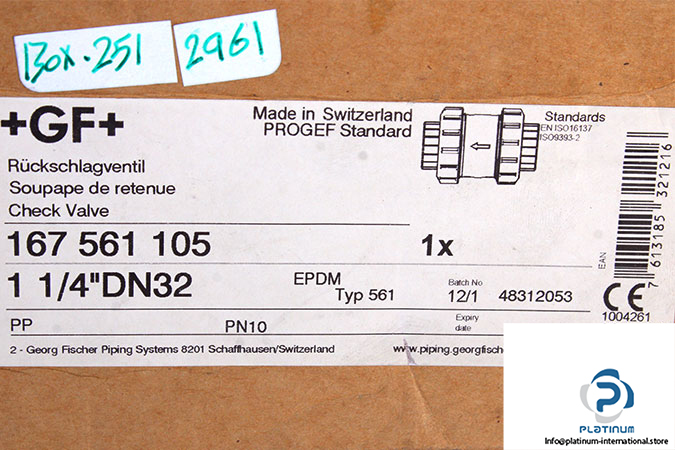 Box.251
2961
+GF+
Made in Switzerland
PROGEF Standard
Standards
EN ISO16137
ISO9393-2
Rückschlagventil
Soupape de retenue
Check Valve
167 561 105
1x
1 1/4"DN32
EPDM
Typ 561
Batch No
12/1 48312053
EAN
7 613185 321216
CE
1004261
PP
PN10
Expiry
date
2 - Georg Fischer Piping Systems 8201 Schaffhausen/Switzerland
www.piping.georgfische
PLATINUM
Info@platinum-international.store